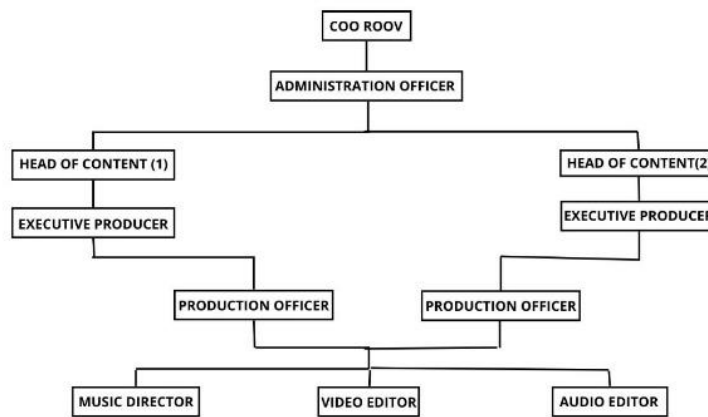 COO ROOV
ADMINISTRATION OFFICER
HEAD OF CONTENT (1)
HEAD OF CONTENT(2)
EXECUTIVE PRODUCER
EXECUTIVE PRODUCER
PRODUCTION OFFICER
PRODUCTION OFFICER
MUSIC DIRECTOR
VIDEO EDITOR
AUDIO EDITOR